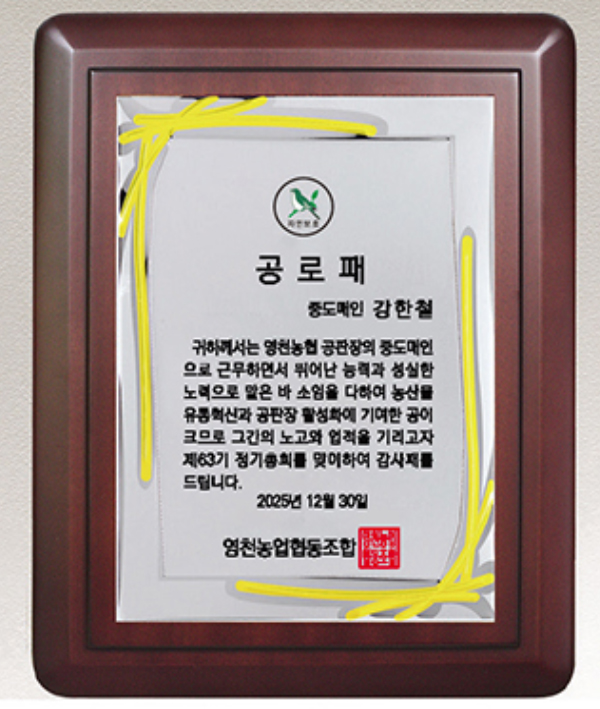 자연보호
공로패
중도매인 강한철
귀하께서는 영천농협 공판장의 중도매인
으로 근무하면서 뛰어난 능력과 성실한
노력으로 맡은 바 소임을 다하여 농산물
유통혁신과 공판장 활성화에 기여한 공이
크므로 그간의 노고와 업적을 기리고자
제63기 정기총회를 맞이하여 감사패를
드립니다.
2025년 12월 30일
영천농업협동조합